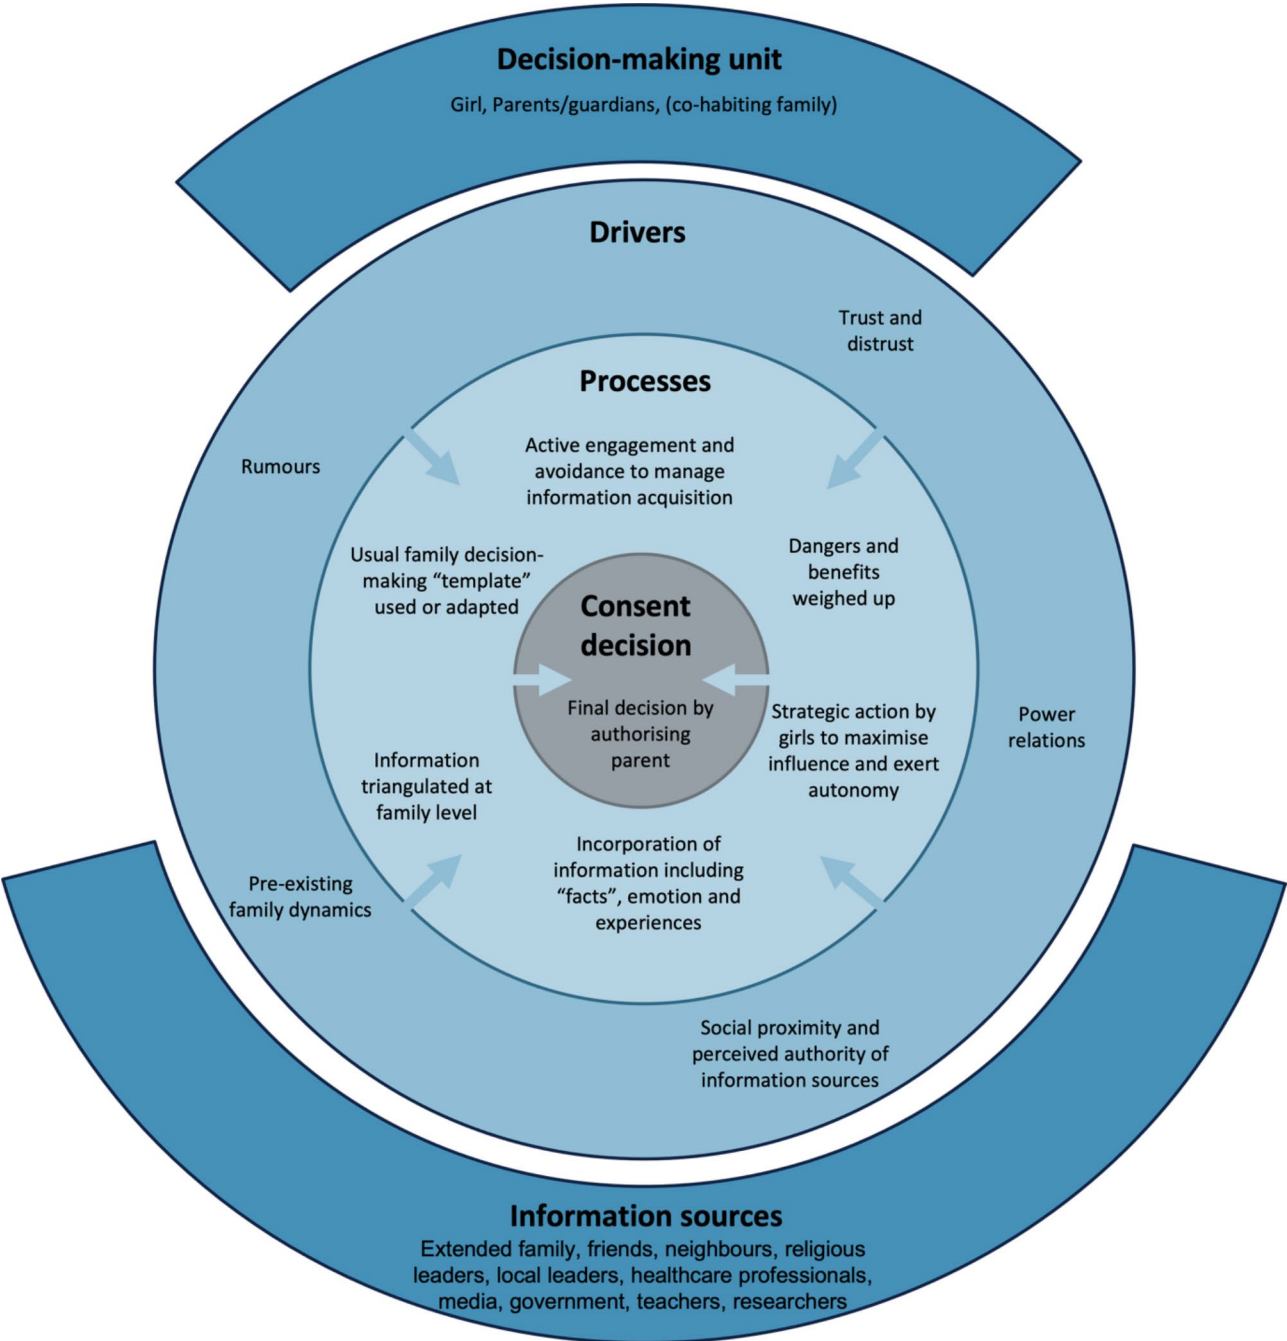 Decision-making unit
Girl, Parents/guardians, (co-habiting family)
Drivers
Trust and
distrust
Rumours
Power
relations
Pre-existing
family dynamics
Social proximity and
perceived authority of
information sources
Processes
Active engagement and
avoidance to manage
information acquisition
Usual family decision-
making “template”
used or adapted
Dangers and
benefits
weighed up
Information
triangulated at
family level
Strategic action by
girls to maximise
influence and exert
autonomy
Incorporation of
information including
“facts”, emotion and
experiences
Consent
decision
Final decision by
authorising
parent
Information sources
Extended family, friends, neighbours, religious
leaders, local leaders, healthcare professionals,
media, government, teachers, researchers